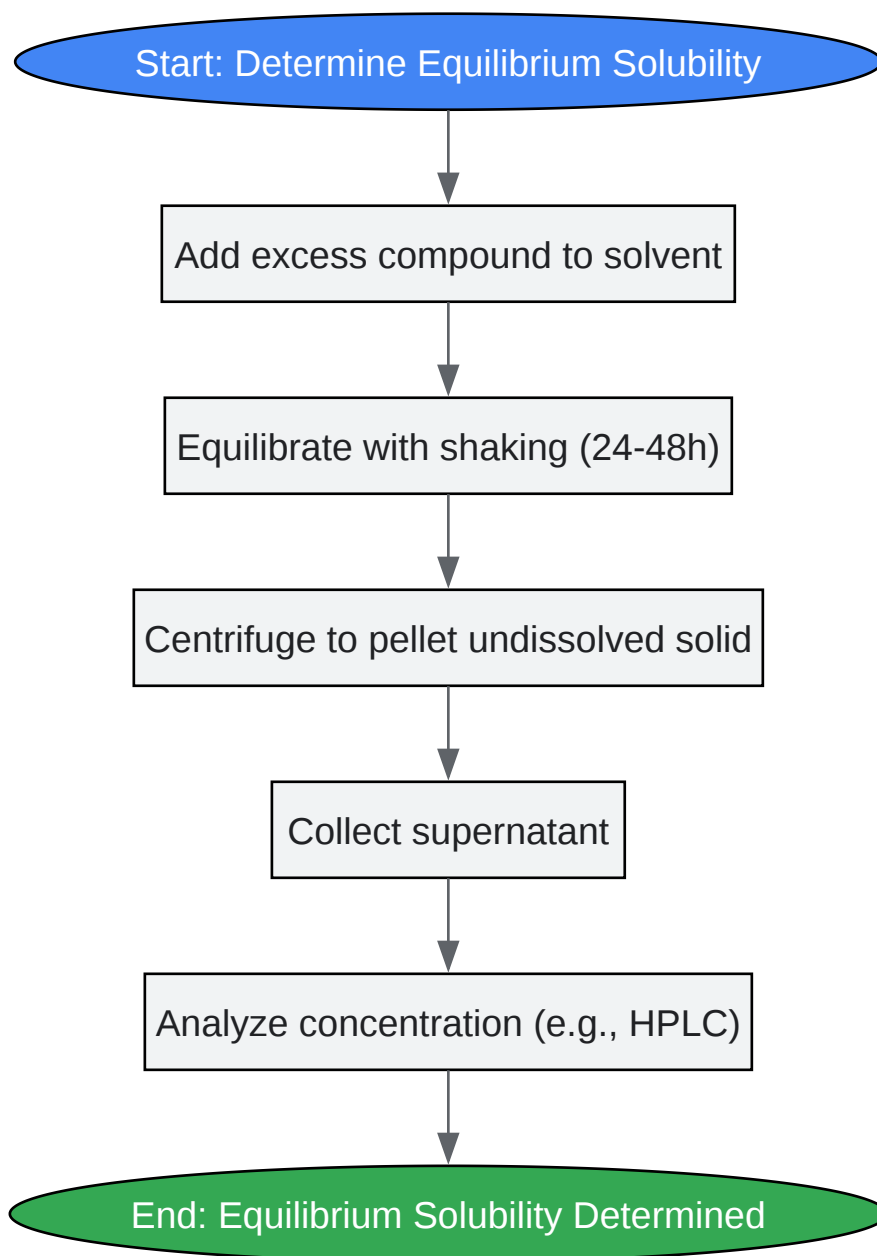 Start: Determine Equilibrium Solubility
Add excess compound to solvent
Equilibrate with shaking (24-48h)
Centrifuge to pellet undissolved solid
Collect supernatant
Analyze concentration (e.g., HPLC)
End: Equilibrium Solubility Determined